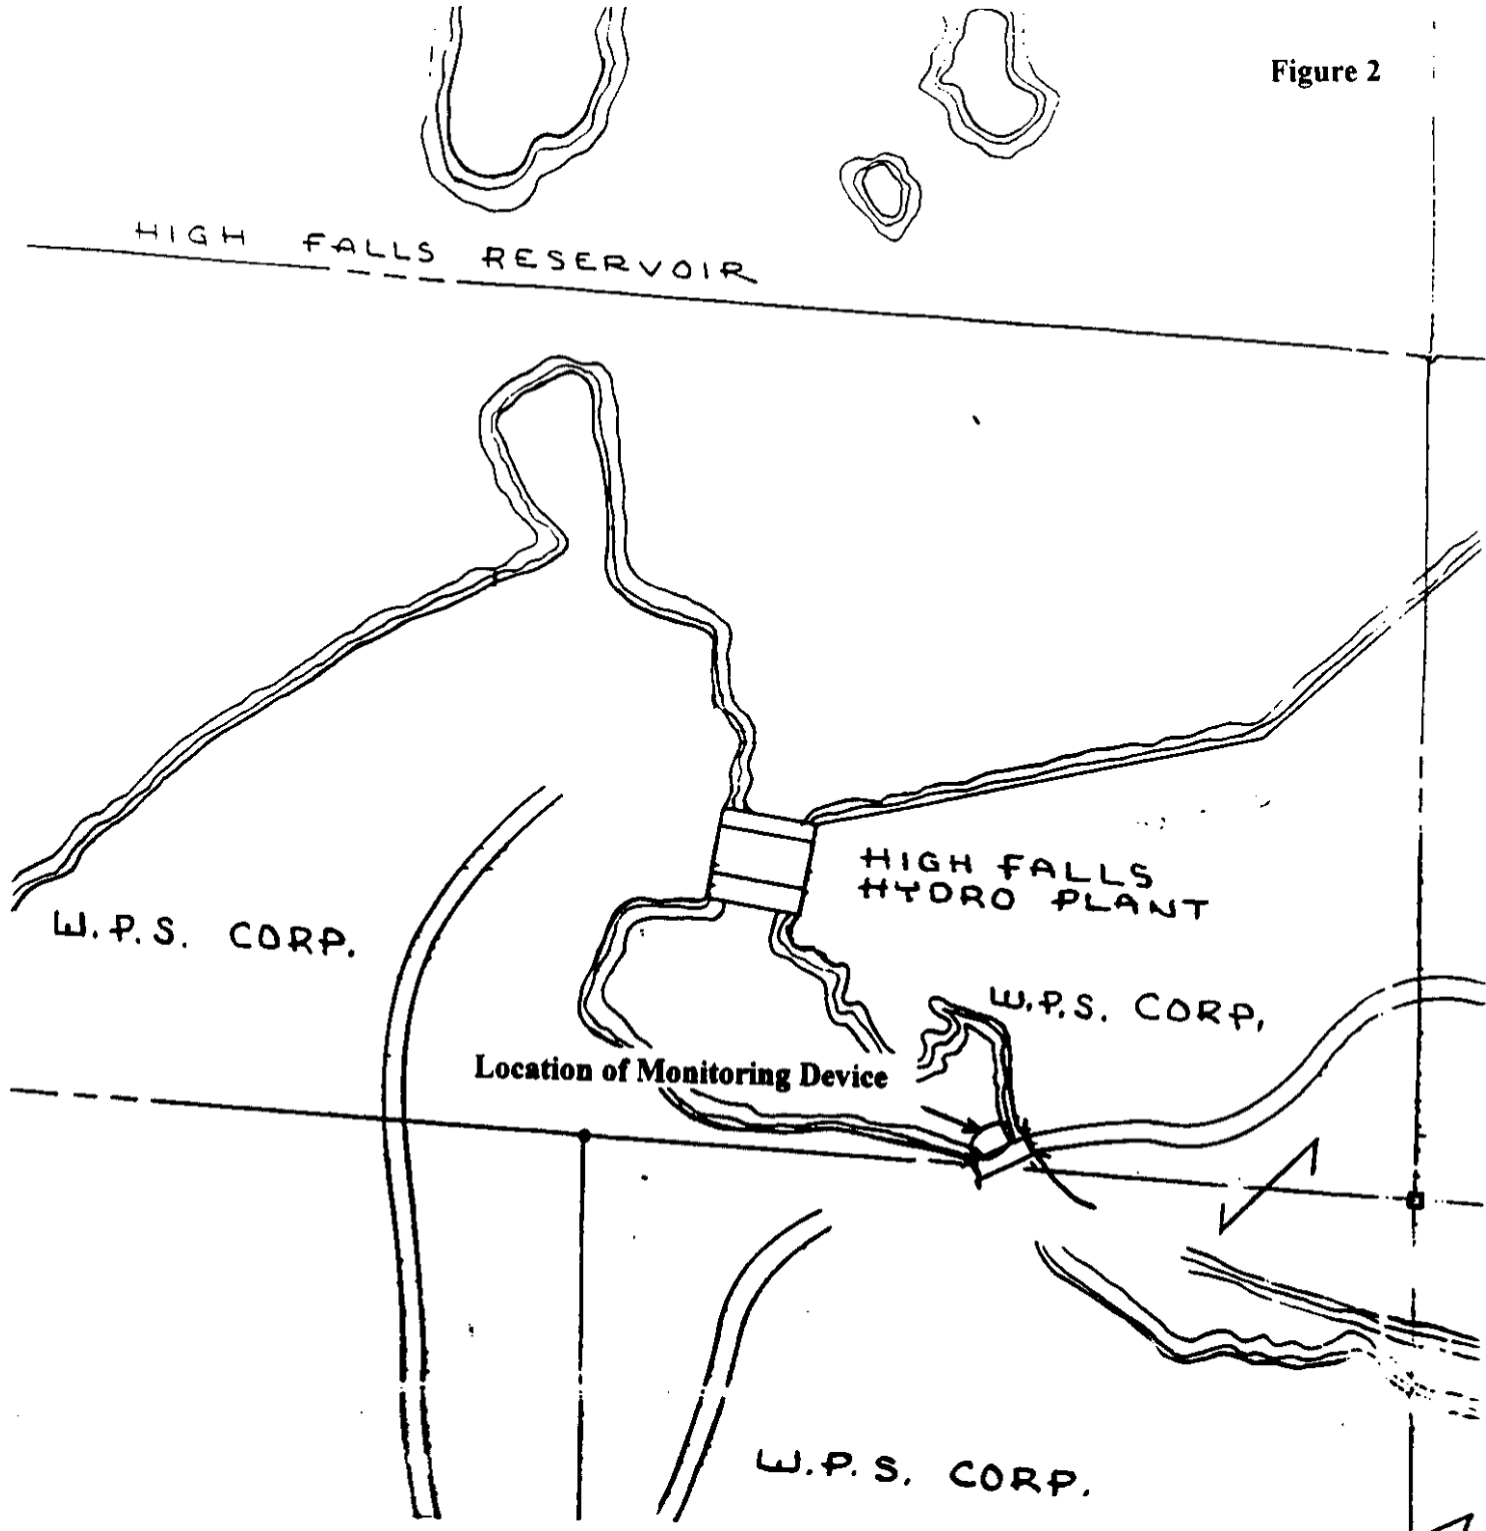 Figure 2
HIGH FALLS RESERVOIR
HIGH FALLS
HYDRO PLANT
W.P.S. CORP.
W.P.S. CORP.
Location of Monitoring Device
W.P.S. CORP.